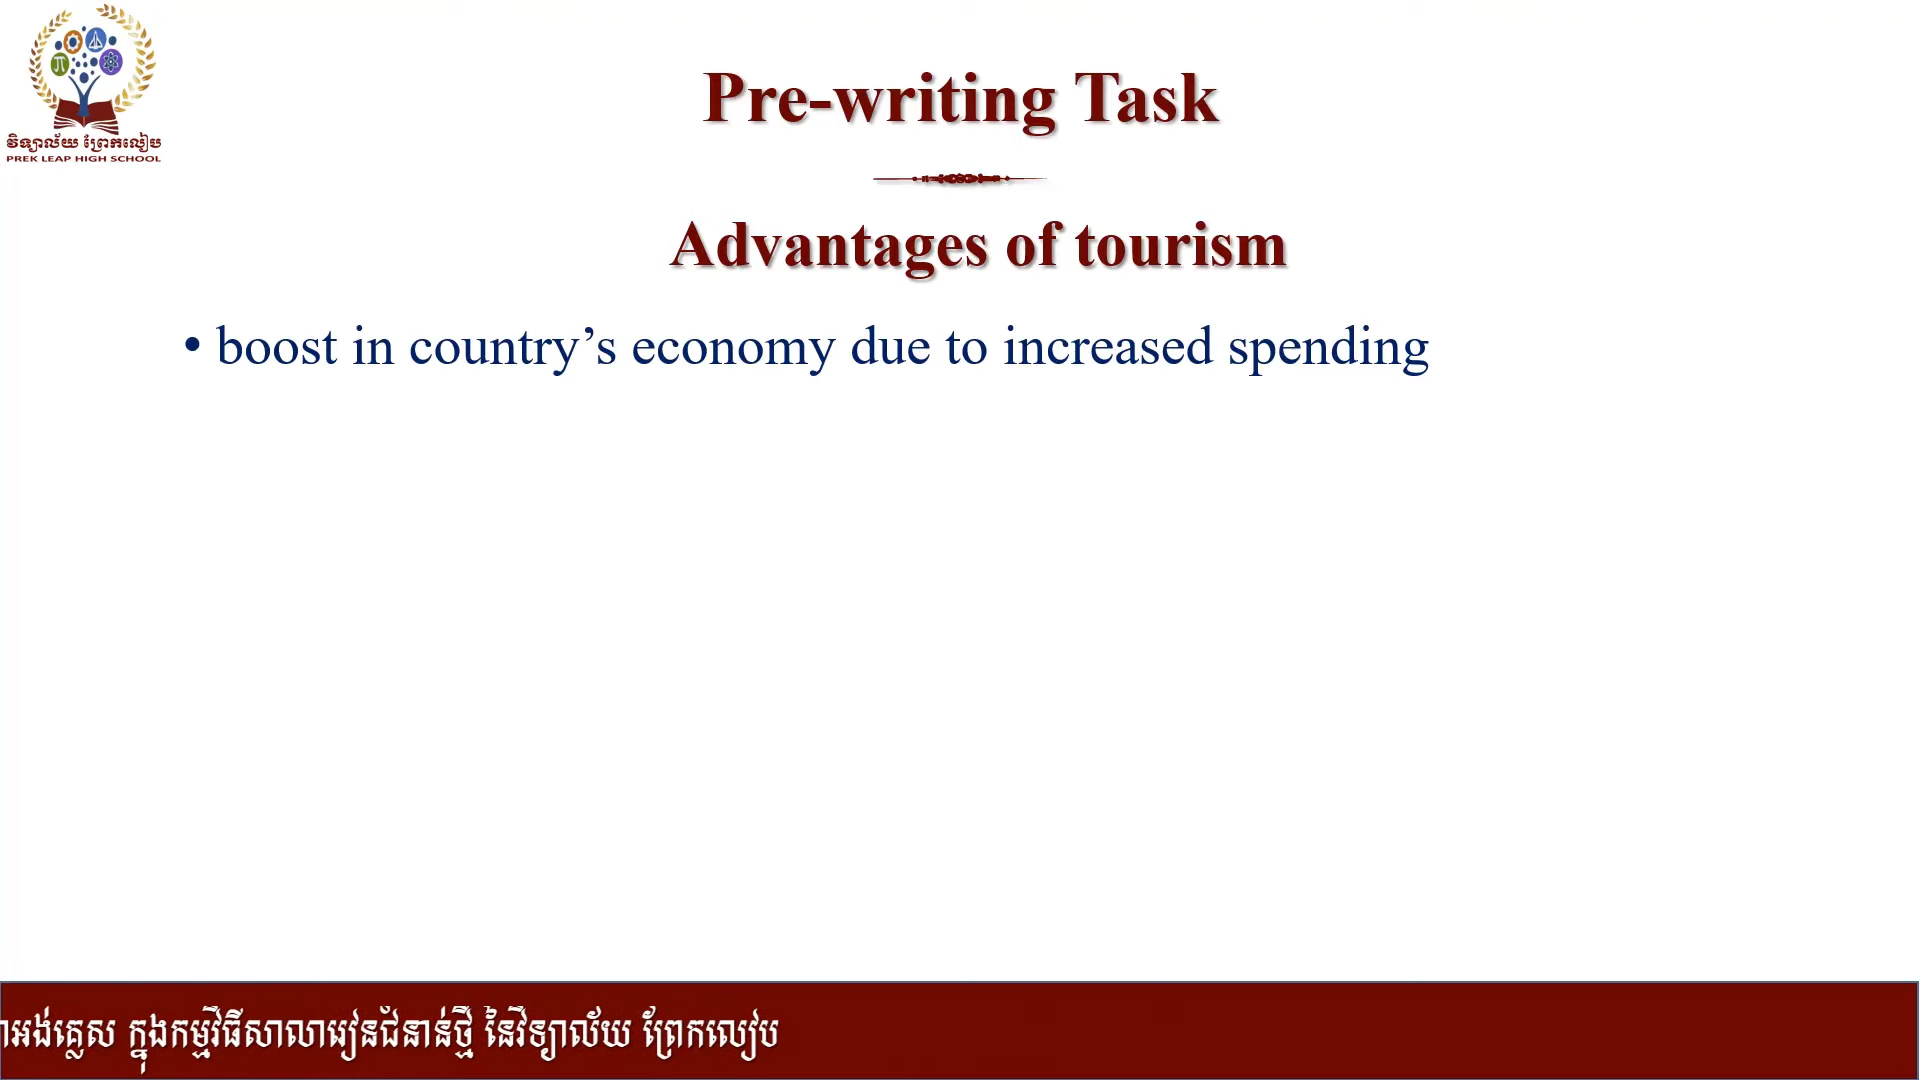 វិទ្យាល័យ ព្រែកលៀប
PREK LEAP HIGH SCHOOL
Pre-writing Task
Advantages of tourism
• boost in country’s economy due to increased spending
អង់គ្លេស ក្នុងកម្មវិធីសាលារៀនជំនាន់ថ្មី នៃវិទ្យាល័យ ព្រែកលៀប